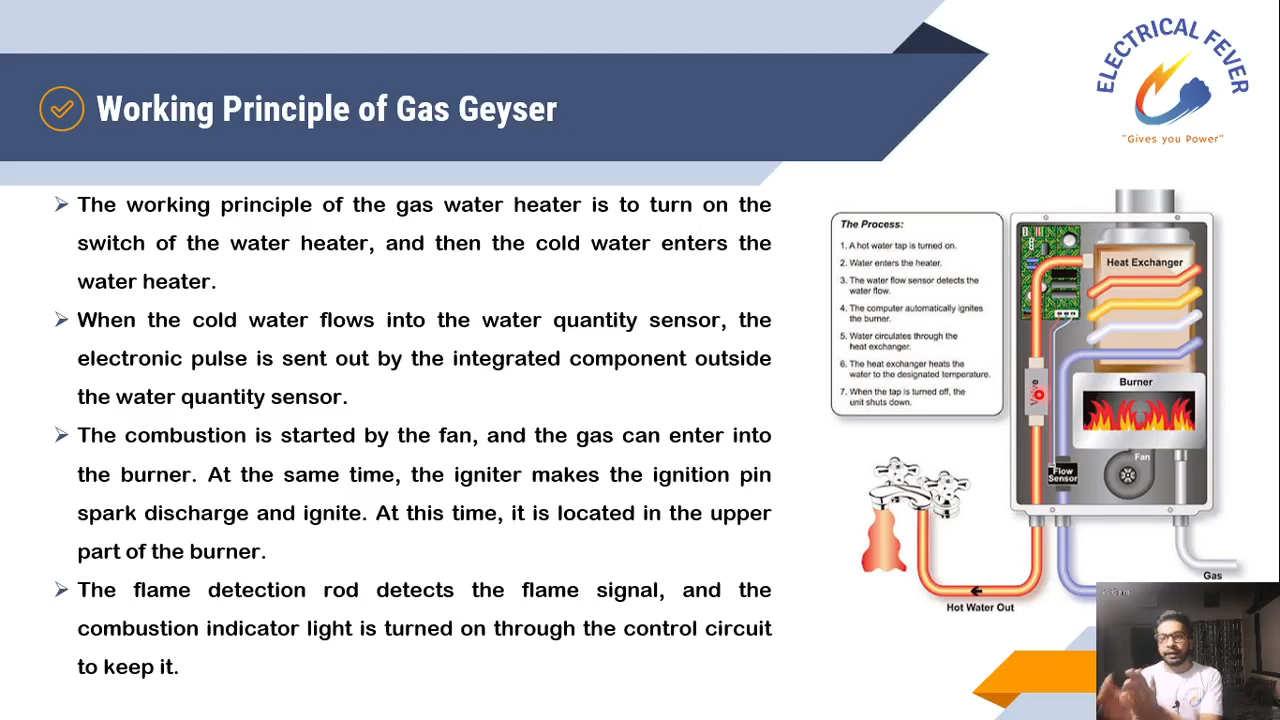 Working Principle of Gas Geyser
ELECTRICAL FEVER
"Gives you Power"
The working principle of the gas water heater is to turn on the
switch of the water heater, and then the cold water enters the
water heater.
When the cold water flows into the water quantity sensor, the
electronic pulse is sent out by the integrated component outside
the water quantity sensor.
The combustion is started by the fan, and the gas can enter into
the burner. At the same time, the igniter makes the ignition pin
spark discharge and ignite. At this time, it is located in the upper
part of the burner.
The flame detection rod detects the flame signal, and the
combustion indicator light is turned on through the control circuit
to keep it.
The Process:
1. A hot water tap is turned on.
2. Water enters the heater.
3. The water flow sensor detects the
water flow.
4. The computer automatically ignites
the burner.
5. Water circulates through the
heat exchanger.
6. The heat exchanger heats the
water to the designated temperature.
7. When the tap is turned off, the
unit shuts down.
Heat Exchanger
Burner
Valve
Fan
Flow
Sensor
Gas
Hot Water Out
ELECTRICAL FEVER